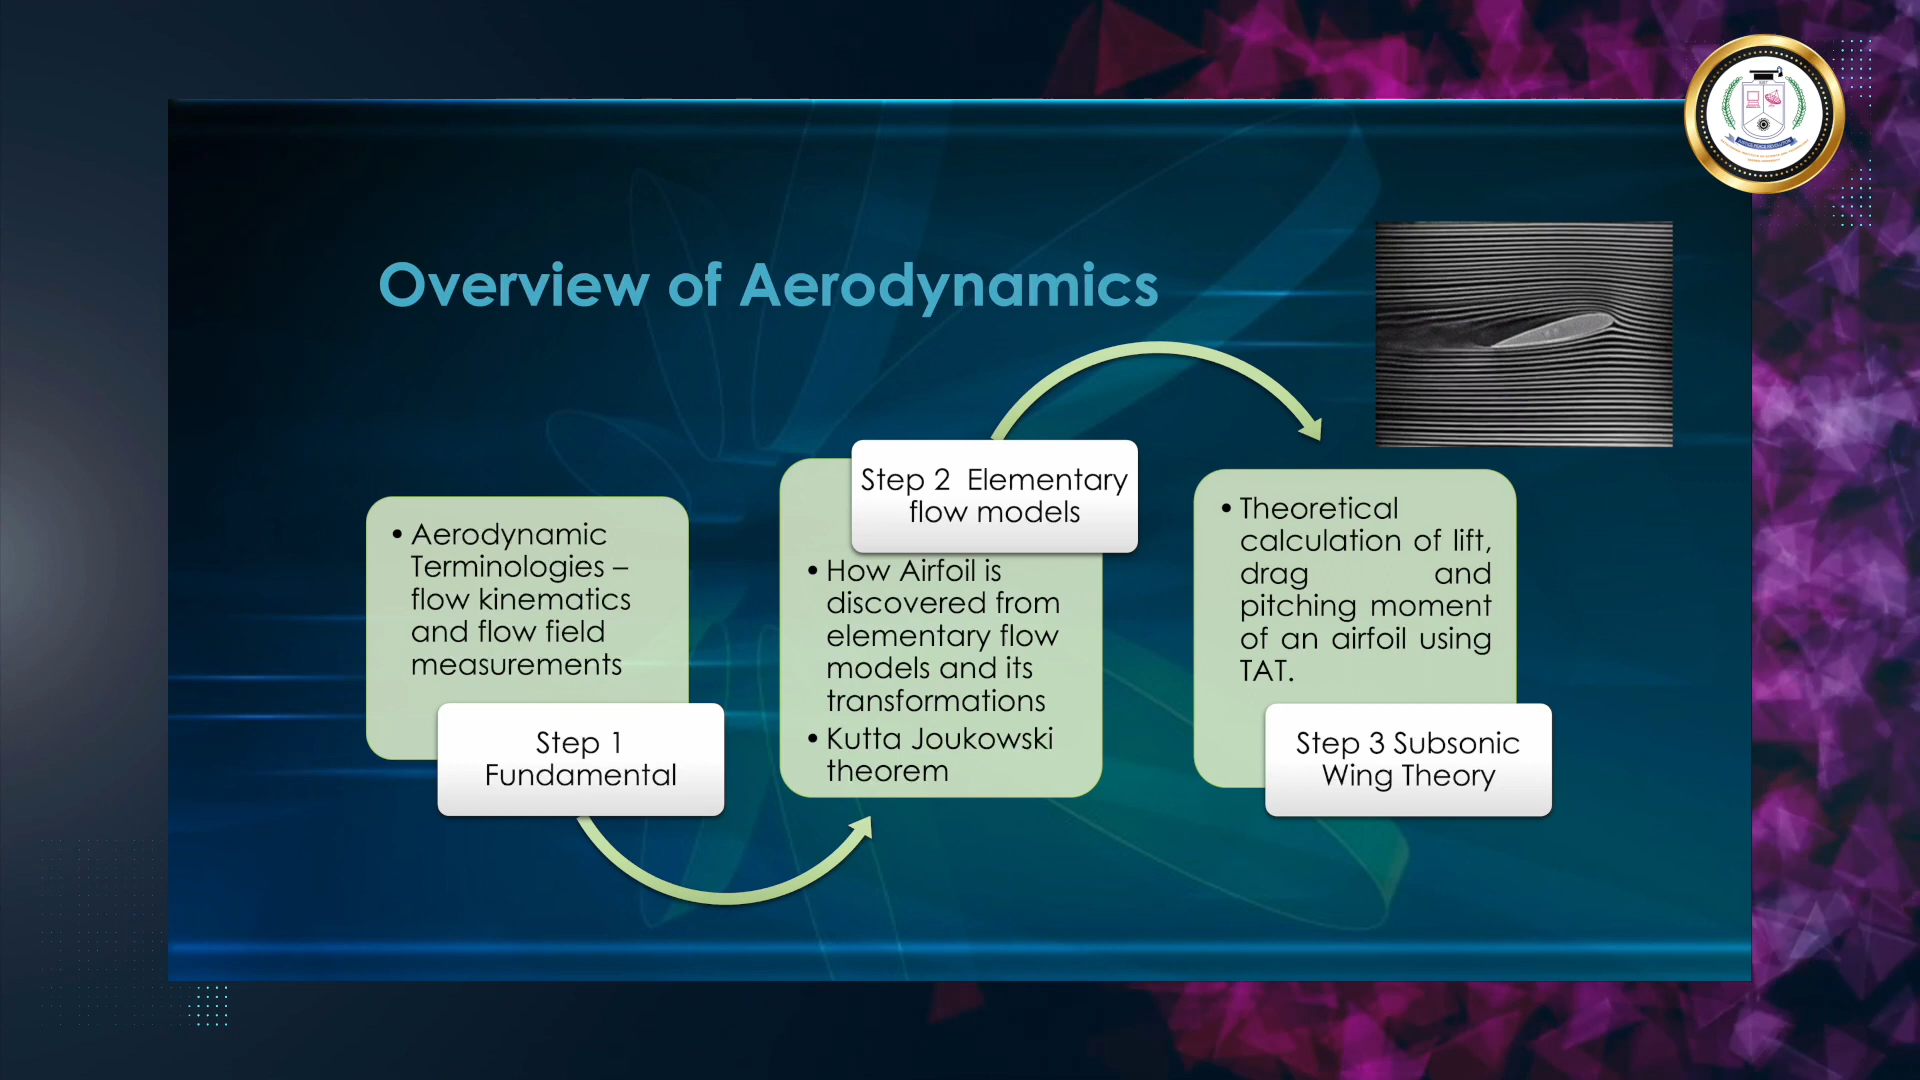 Overview of Aerodynamics
• Aerodynamic
Terminologies –
flow kinematics
and flow field
measurements
Step 1
Fundamental
Step 2 Elementary
flow models
• How Airfoil is
discovered from
elementary flow
models and its
transformations
• Kutta Joukowski
theorem
• Theoretical
calculation of lift,
drag and
pitching moment
of an airfoil using
TAT.
Step 3 Subsonic
Wing Theory